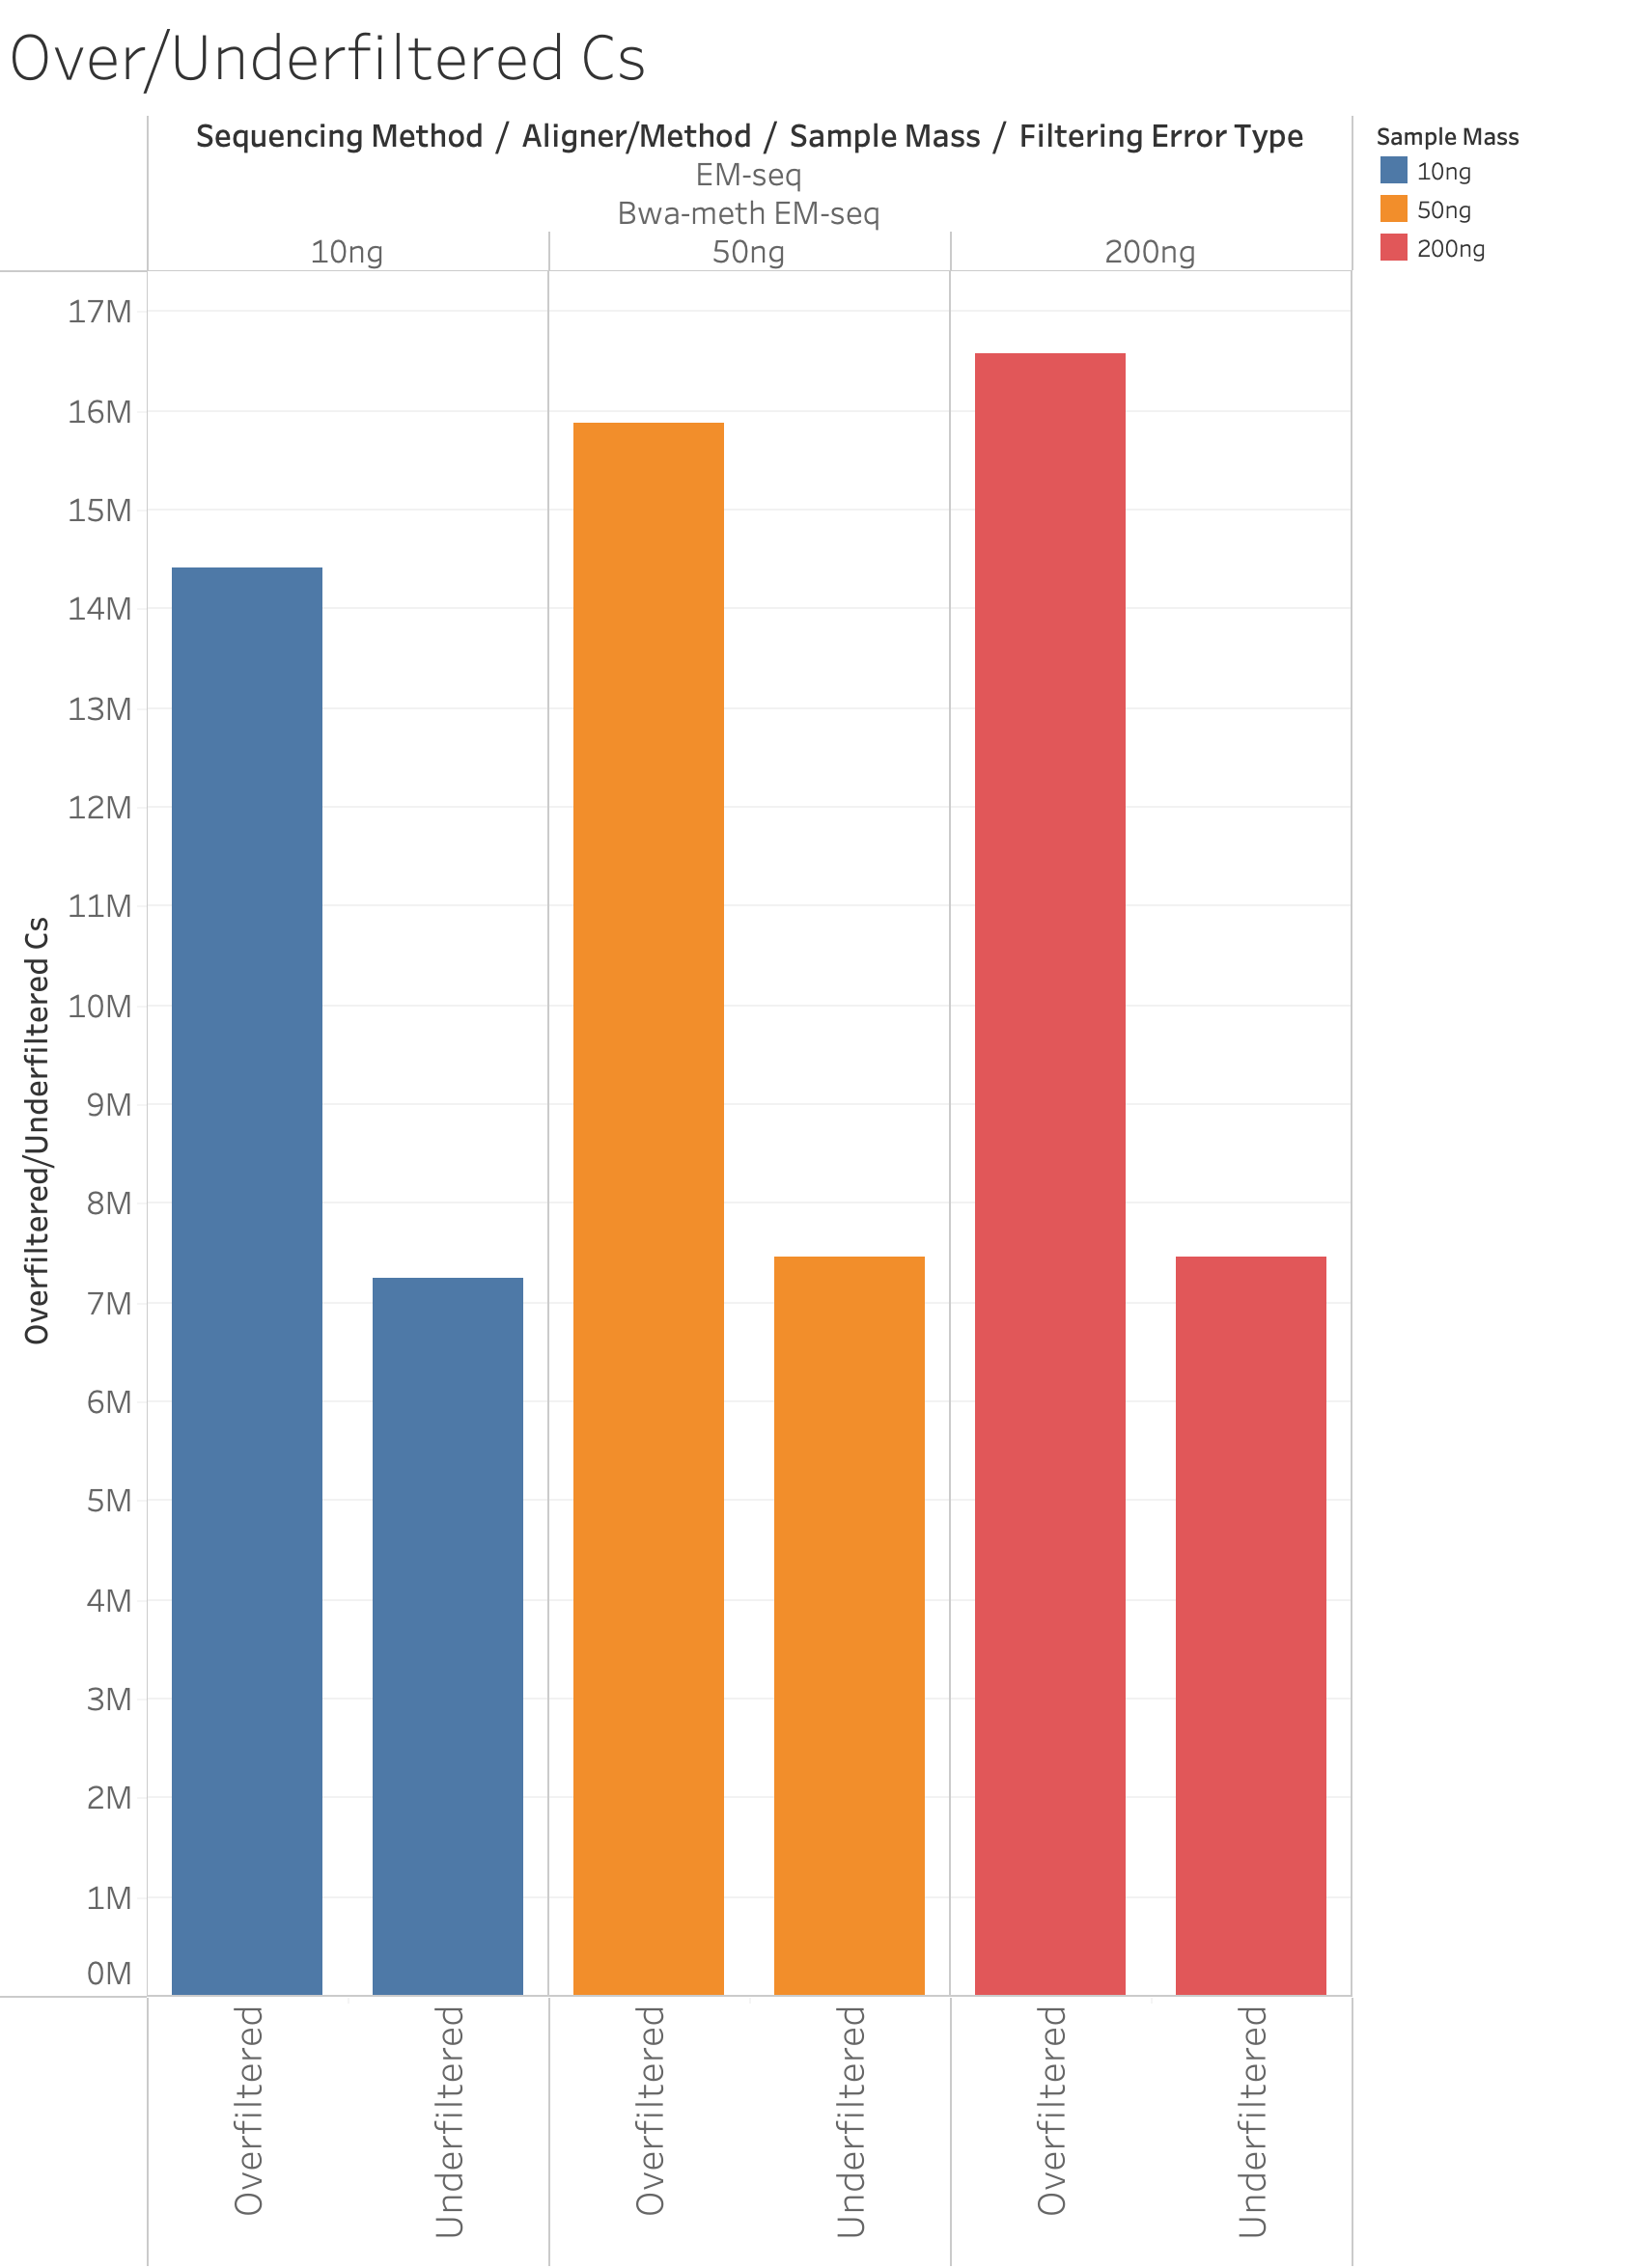 Over/Underfiltered Cs
Sequencing Method / Aligner/Method / Sample Mass / Filtering Error Type
EM-seq
Bwa-meth EM-seq
10ng
50ng
200ng
Sample Mass
10ng
50ng
200ng
Overfiltered/Underfiltered Cs
17M
16M
15M
14M
13M
12M
11M
10M
9M
8M
7M
6M
5M
4M
3M
2M
1M
0M
Overfiltered
Underfiltered
Overfiltered
Underfiltered
Overfiltered
Underfiltered